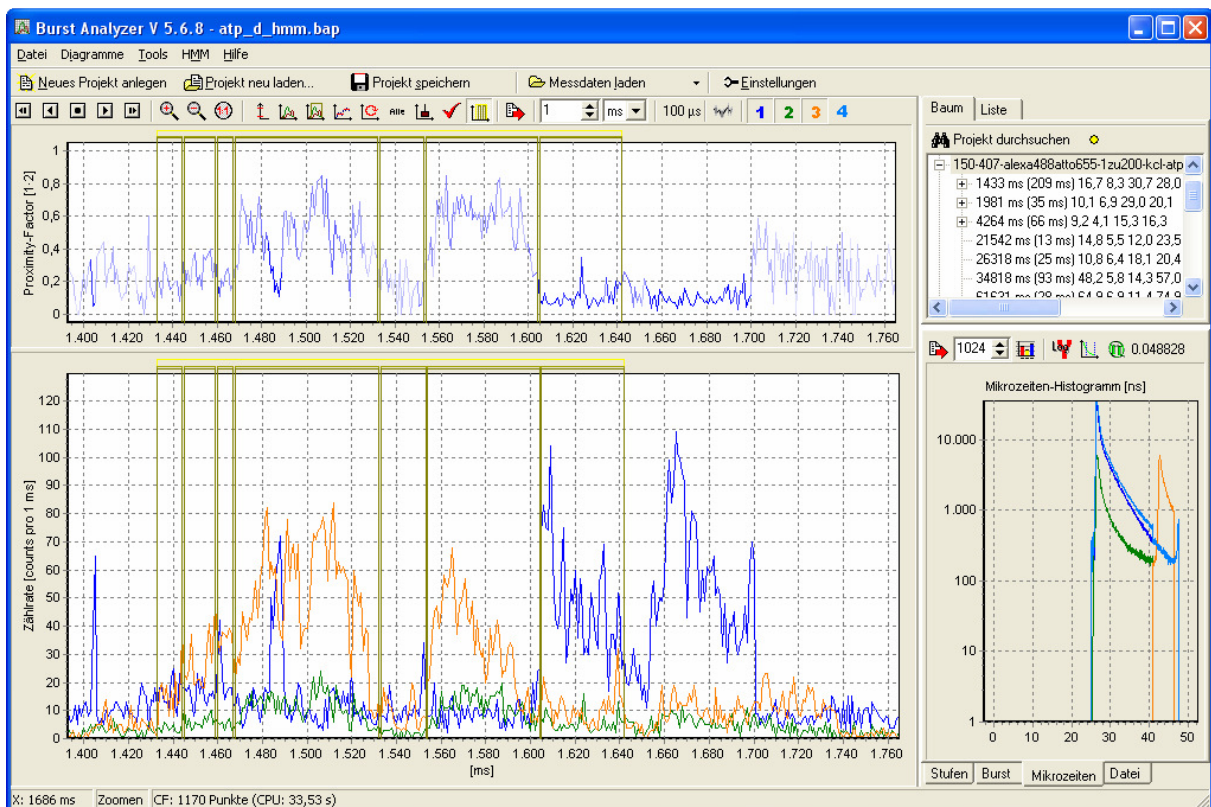 Burst Analyzer V 5.6.8 - atp_d_hmm.bap
Datei Diagramme Tools HMM Hilfe
Neues Projekt anlegen Projekt neu laden... Projekt speichern Messdaten laden Einstellungen
1:1 Alle 1 ms 100 µs 1 2 3 4
Baum Liste
Projekt durchsuchen
150-407-alexa488atto655-1zu200-kcl-atp
1433 ms (209 ms) 16,7 8,3 30,7 28,0
1981 ms (35 ms) 10,1 6,9 29,0 20,1
4264 ms (66 ms) 9,2 4,1 15,3 16,3
21542 ms (13 ms) 14,8 5,5 12,0 23,5
26318 ms (25 ms) 10,8 6,4 18,1 20,4
34818 ms (93 ms) 48,2 5,8 14,3 57,0
Proximity-Factor [1-2]
1
0,8
0,6
0,4
0,2
0
1.400 1.420 1.440 1.460 1.480 1.500 1.520 1.540 1.560 1.580 1.600 1.620 1.640 1.660 1.680 1.700 1.720 1.740 1.760
Zählrate [counts pro 1 ms]
120
110
100
90
80
70
60
50
40
30
20
10
0
1.400 1.420 1.440 1.460 1.480 1.500 1.520 1.540 1.560 1.580 1.600 1.620 1.640 1.660 1.680 1.700 1.720 1.740 1.760
[ms]
1024 Log 0.048828
Mikrozeiten-Histogramm [ns]
10.000
1.000
100
10
1
0 10 20 30 40 50
Stufen Burst Mikrozeiten Datei
X: 1686 ms Zoomen CF: 1170 Punkte (CPU: 33,53 s)